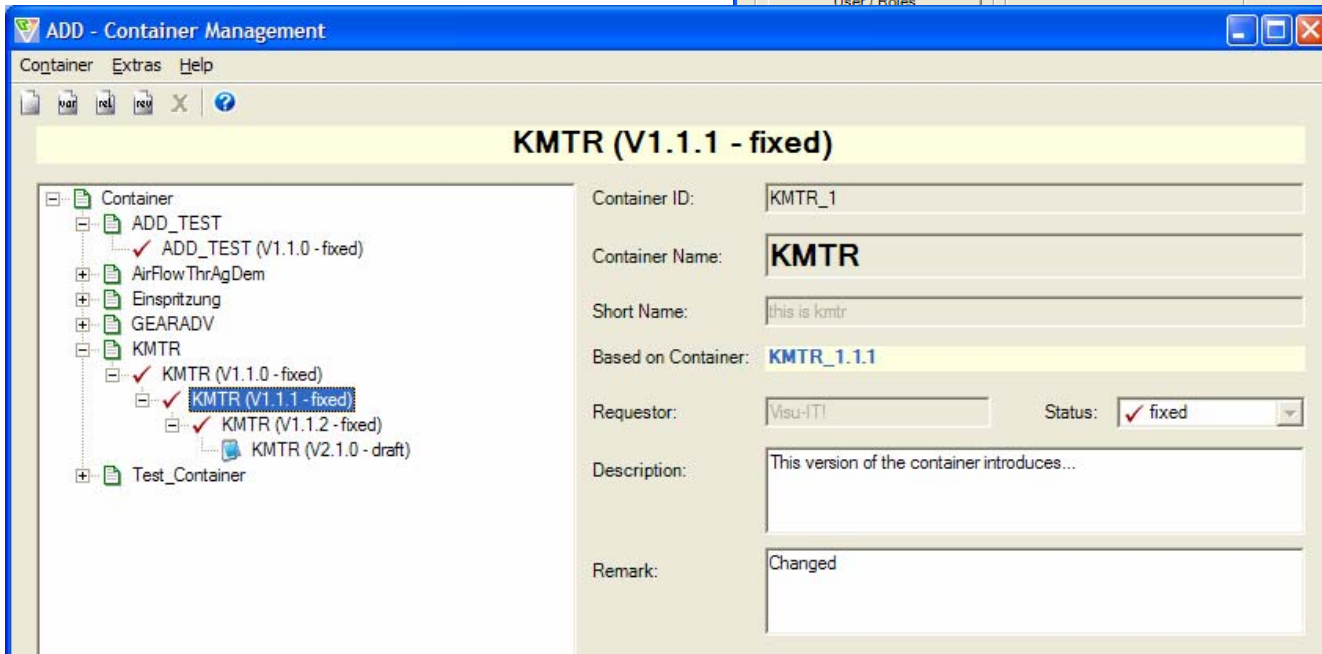 User / Roles
ADD - Container Management
Container Extras Help
var rel rev
KMTR (V1.1.1 - fixed)
Container
ADD_TEST
ADD_TEST (V1.1.0 - fixed)
AirFlowThrAgDem
Einspritzung
GEARADV
KMTR
KMTR (V1.1.0 - fixed)
KMTR (V1.1.1 - fixed)
KMTR (V1.1.2 - fixed)
KMTR (V2.1.0 - draft)
Test_Container
Container ID: KMTR_1
Container Name: KMTR
Short Name: this is kmtr
Based on Container: KMTR_1.1.1
Requestor: Visu-IT! Status: fixed
Description: This version of the container introduces...
Remark: Changed